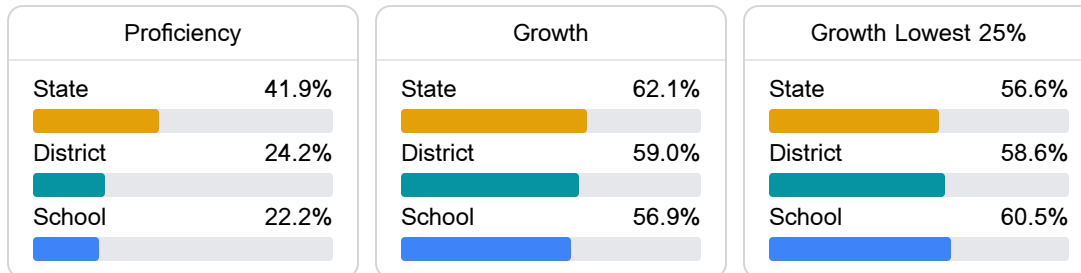 Proficiency
State 41.9%
District 24.2%
School 22.2%
Growth
State 62.1%
District 59.0%
School 56.9%
Growth Lowest 25%
State 56.6%
District 58.6%
School 60.5%